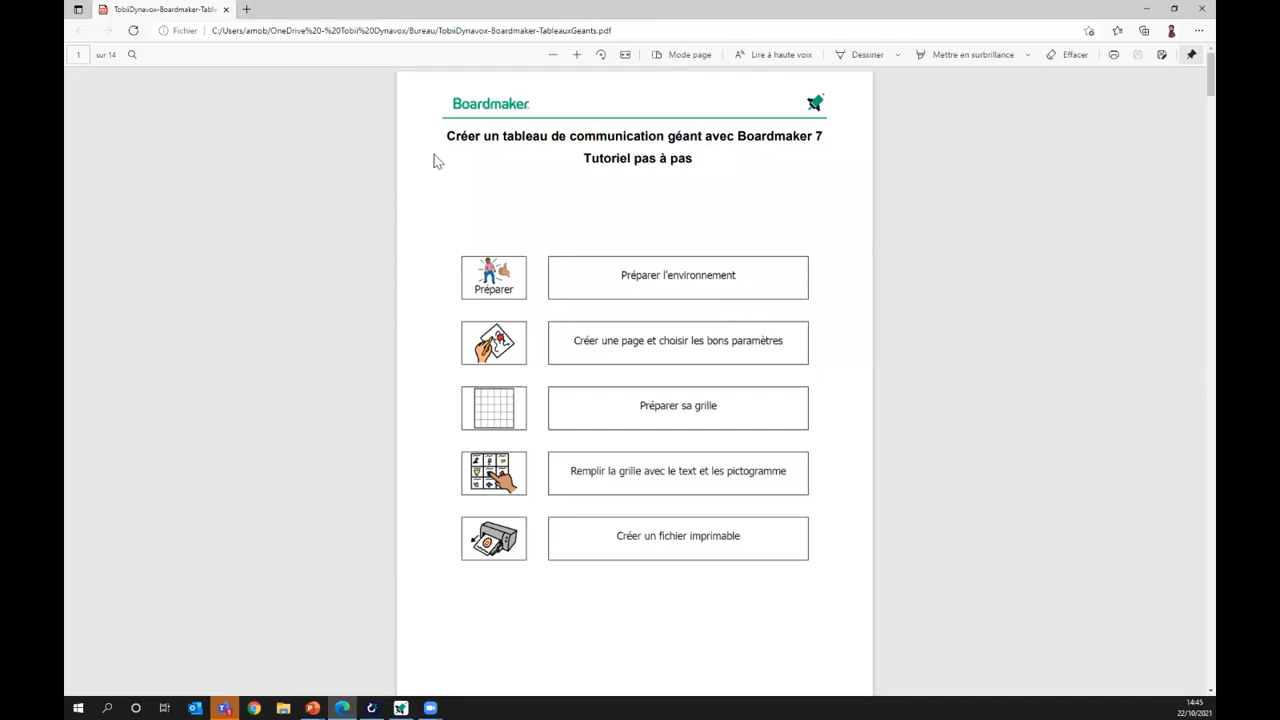 TobiiDynavox-Boardmaker-Table
Fichier
C:/Users/amob/OneDrive%20-%20Tobii%20Dynavox/Bureau/TobiiDynavox-Boardmaker-TableauxGeants.pdf
1 sur 14
Mode page
Lire à haute voix
Dessiner
Mettre en surbrillance
Effacer
Boardmaker
Créer un tableau de communication géant avec Boardmaker 7
Tutoriel pas à pas
Préparer
Préparer l'environnement
Créer une page et choisir les bons paramètres
Préparer sa grille
Remplir la grille avec le text et les pictogramme
Créer un fichier imprimable
14:45
22/10/2021